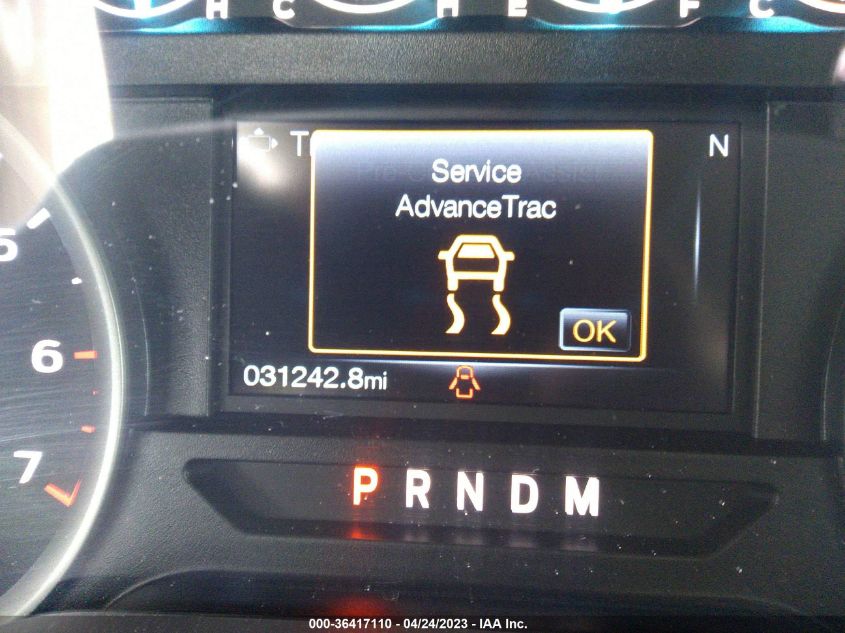 H C H E F C
N
Service
AdvanceTrac
OK
5
6
7
031242.8mi
P R N D M
000-36417110 • 04/24/2023 • IAA Inc.